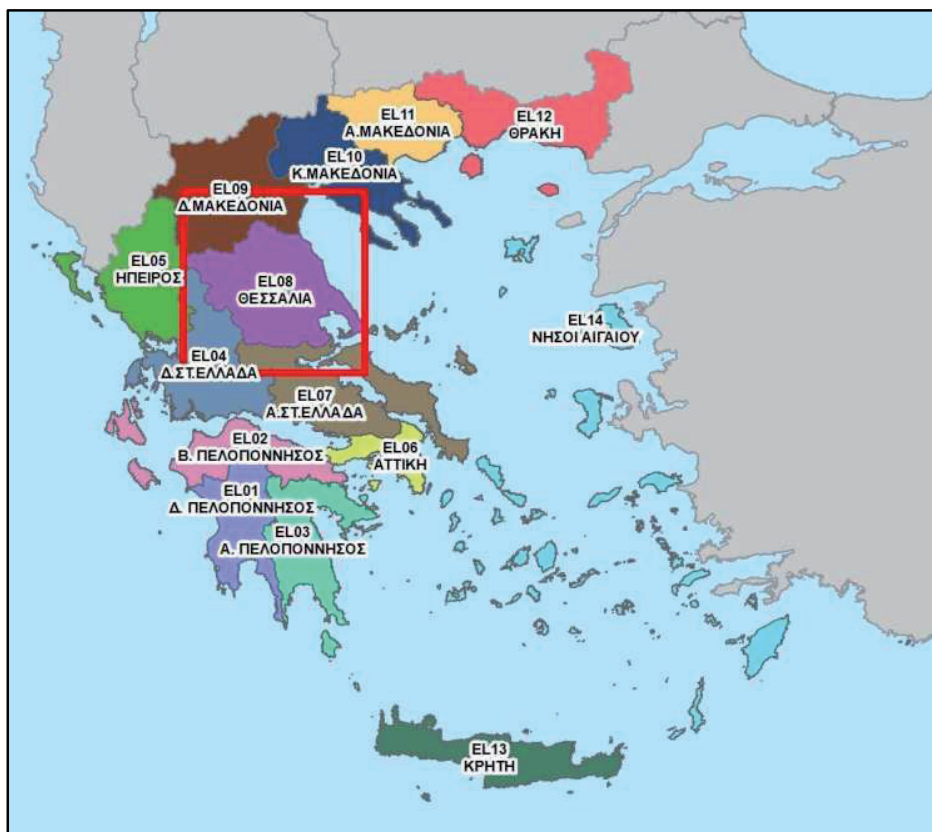 EL11
Α.ΜΑΚΕΔΟΝΙΑ
EL12
ΘΡΑΚΗ
EL10
Κ.ΜΑΚΕΔΟΝΙΑ
EL09
Δ.ΜΑΚΕΔΟΝΙΑ
EL05
ΗΠΕΙΡΟΣ
EL08
ΘΕΣΣΑΛΙΑ
EL14
ΝΗΣΟΙ ΑΙΓΑΙΟΥ
EL04
Δ.ΣΤ.ΕΛΛΑΔΑ
EL07
Α.ΣΤ.ΕΛΛΑΔΑ
EL02
Β. ΠΕΛΟΠΟΝΝΗΣΟΣ
EL06
ΑΤΤΙΚΗ
EL01
Δ. ΠΕΛΟΠΟΝΝΗΣΟΣ
EL03
Α. ΠΕΛΟΠΟΝΝΗΣΟΣ
EL13
ΚΡΗΤΗ